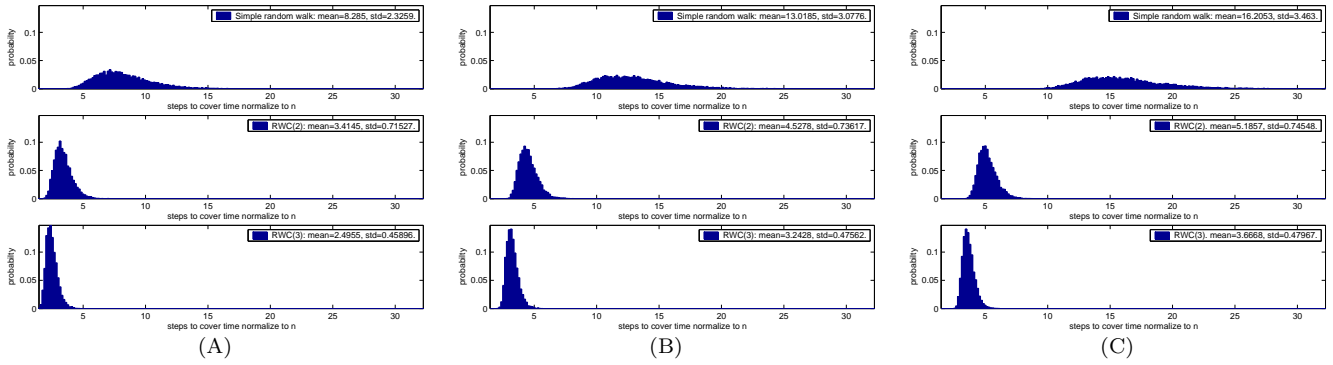 Simple random walk: mean=8.285, std=2.3259.
probabilty
0.1
0.05
0
5 10 15 20 25 30
steps to cover time normalize to n
RWC(2): mean=3.4145, std=0.71527.
probabilty
0.1
0.05
0
5 10 15 20 25 30
steps to cover time normalize to n
RWC(3): mean=2.4955, std=0.45896.
probabilty
0.1
0.05
0
5 10 15 20 25 30
steps to cover time normalize to n
(A)
Simple random walk: mean=13.0185, std=3.0776.
probabilty
0.1
0.05
0
5 10 15 20 25 30
steps to cover time normalize to n
RWC(2): mean=4.5278, std=0.73617.
probabilty
0.1
0.05
0
5 10 15 20 25 30
steps to cover time normalize to n
RWC(3): mean=3.2428, std=0.47562.
probabilty
0.1
0.05
0
5 10 15 20 25 30
steps to cover time normalize to n
(B)
Simple random walk: mean=16.2053, std=3.463.
probabilty
0.1
0.05
0
5 10 15 20 25 30
steps to cover time normalize to n
RWC(2). mean=5.1857, std=0.74548.
probabilty
0.1
0.05
0
5 10 15 20 25 30
steps to cover time normalize to n
RWC(3). mean=3.6668, std=0.47967.
probabilty
0.1
0.05
0
5 10 15 20 25 30
steps to cover time normalize to n
(C)